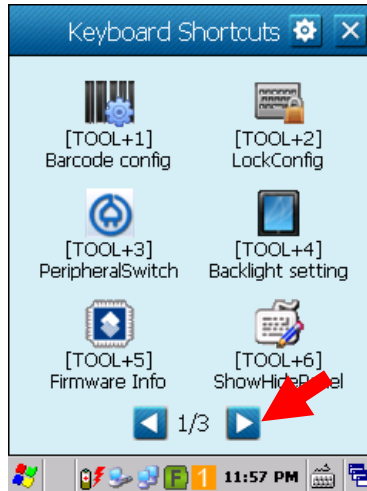 Keyboard Shortcuts
[TOOL+1] [TOOL+2]
Barcode config LockConfig
[TOOL+3] [TOOL+4]
PeripheralSwitch Backlight setting
[TOOL+5] [TOOL+6]
Firmware Info
1/3
F 1 11:57 PM